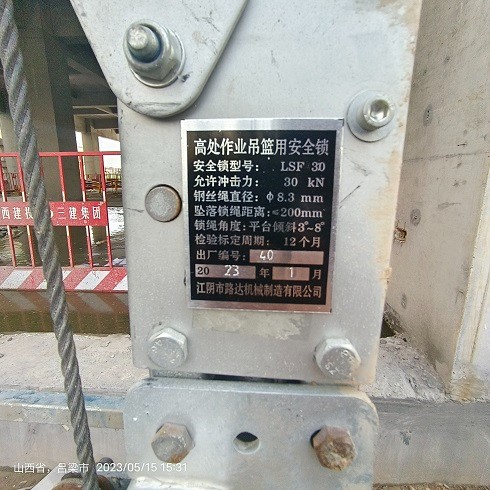 高处作业吊篮用安全锁
安全锁型号: LSF 30
允许冲击力: 30 kN
钢丝绳直径: ф8.3 mm
坠落锁绳距离:≤200mm
锁绳角度:平台倾斜3°-8°
检验标定周期: 12个月
出厂编号: 40
20 23 年 1 月
江阴市路达机械制造有限公司
西建投
三建集团
山西省，吕梁市 2023/05/15 15:31